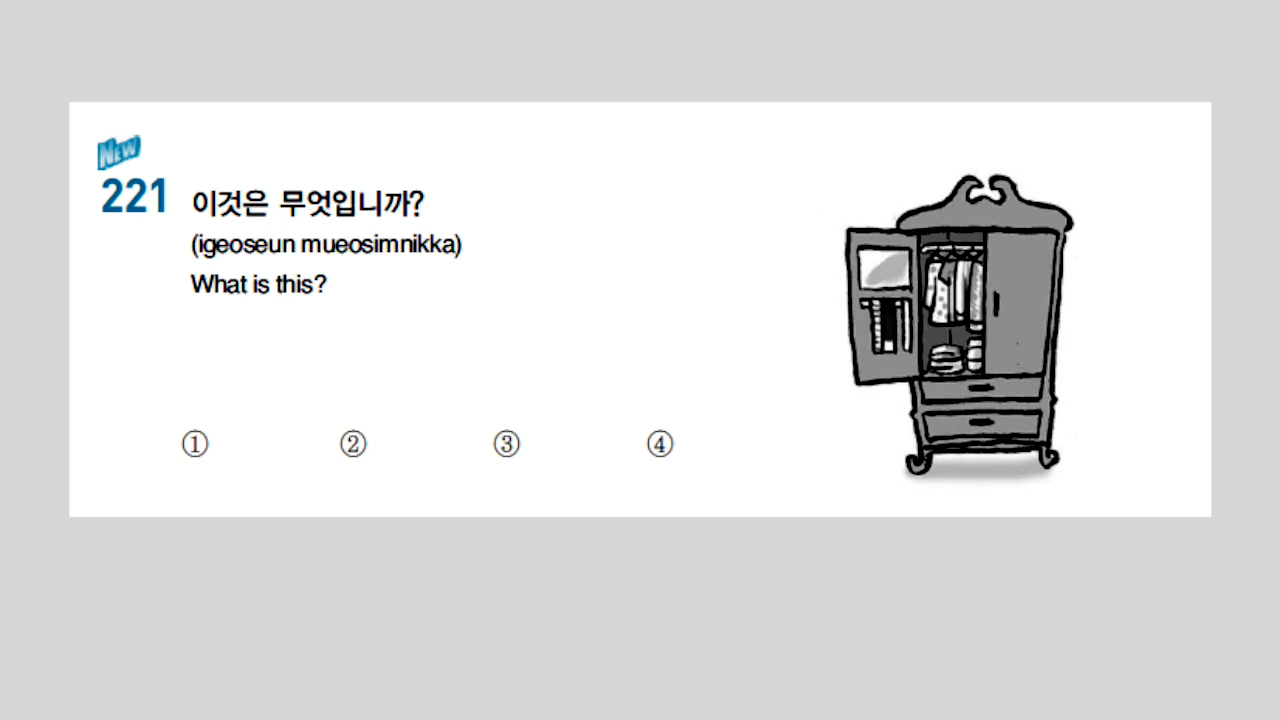 NEW
221 이것은 무엇입니까?
(igeoseun mueosimnikka)
What is this?
① ② ③ ④